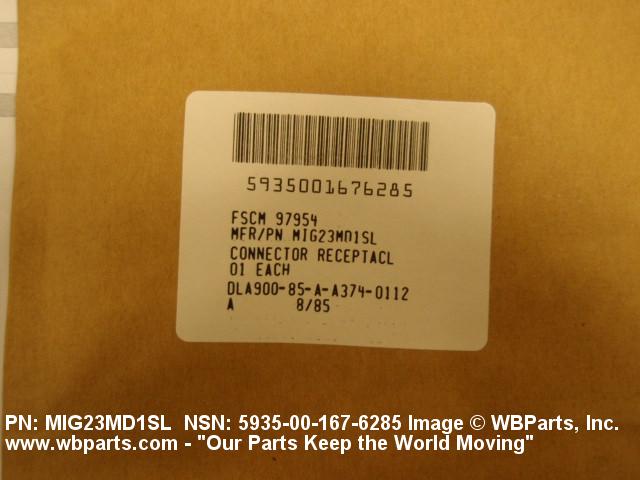 5935001676285
FSCM 97954
MFR/PN MIG23MD1SL
CONNECTOR RECEPTACL
01 EACH
DLA900-85-A-A374-0112
A 8/85
PN: MIG23MD1SL NSN: 5935-00-167-6285 Image © WBParts, Inc.
www.wbparts.com - "Our Parts Keep the World Moving"